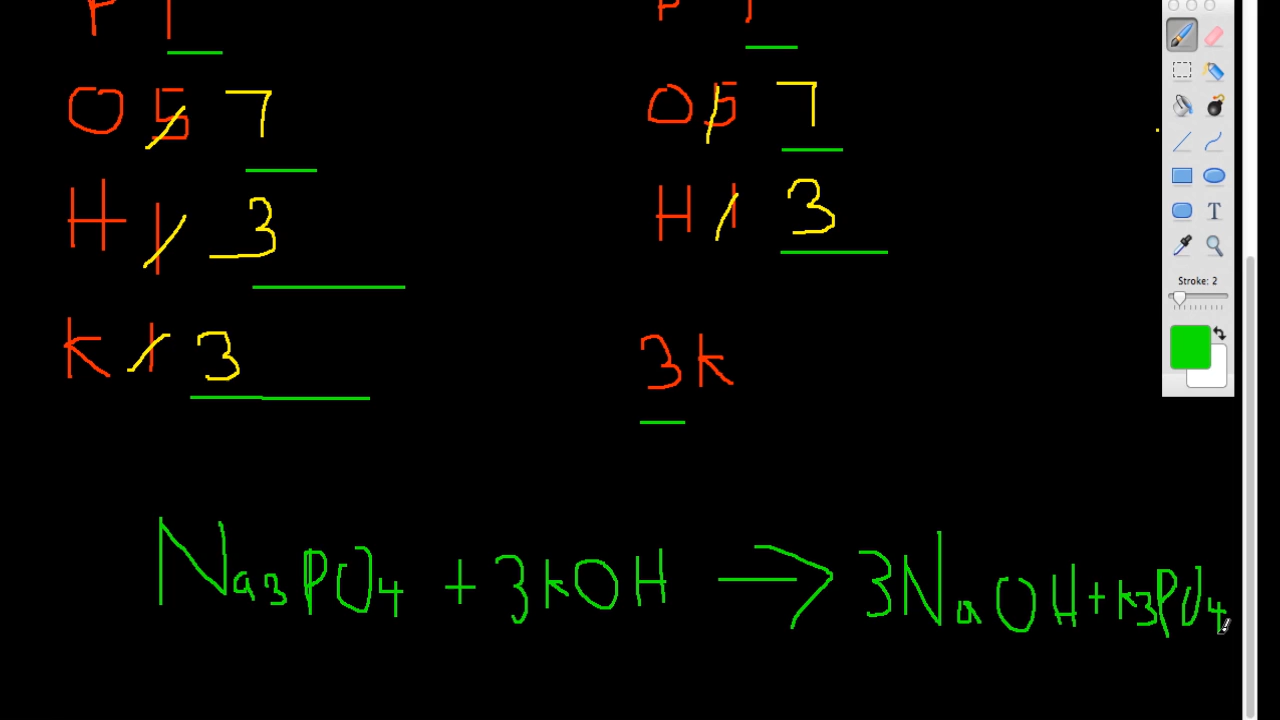 P 1 P 1
O 5 7 O 5 7
H 1 3 H 1 3
K 1 3 3K
Stroke: 2
T
Na3PO4 + 3KOH → 3NaOH + K3PO4